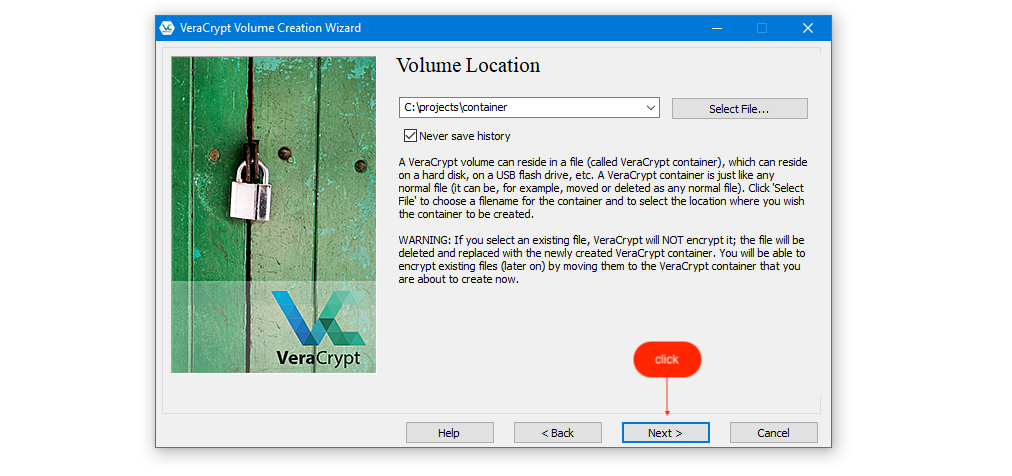 VeraCrypt Volume Creation Wizard
Volume Location
C:\projects\container
Select File...
Never save history
A VeraCrypt volume can reside in a file (called VeraCrypt container), which can reside
on a hard disk, on a USB flash drive, etc. A VeraCrypt container is just like any
normal file (it can be, for example, moved or deleted as any normal file). Click 'Select
File' to choose a filename for the container and to select the location where you wish
the container to be created.
WARNING: If you select an existing file, VeraCrypt will NOT encrypt it; the file will be
deleted and replaced with the newly created VeraCrypt container. You will be able to
encrypt existing files (later on) by moving them to the VeraCrypt container that you
are about to create now.
VeraCrypt
click
Help
< Back
Next >
Cancel